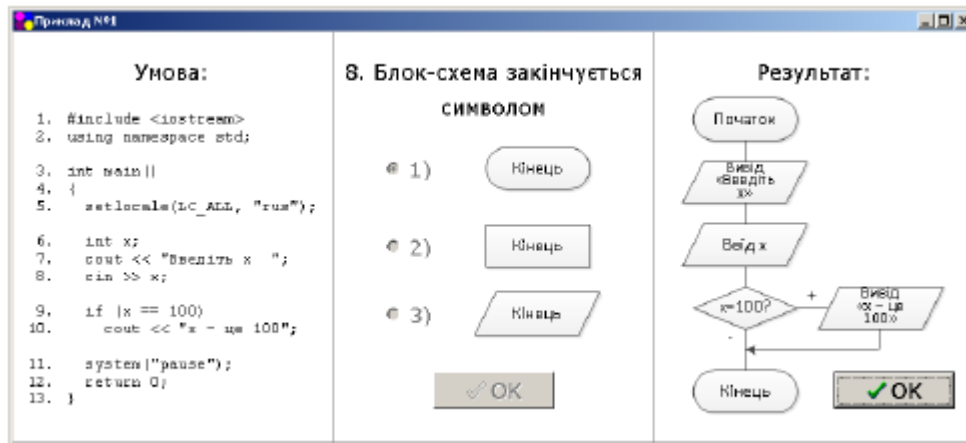 Приклад №1
Умова:
1. #include <iostream>
2. using namespace std;
3. int main()
4. {
5. setlocale(LC_ALL, "rus");
6. int x;
7. cout << "Введіть x ";
8. cin >> x;
9. if (x == 100)
10. cout << "x - це 100";
11. system("pause");
12. return 0;
13. }
8. Блок-схема закінчується
символом
1) Кінець
2) Кінець
3) Кінець
OK
Результат:
Початок
Вивід
«Введіть
x»
Ввід x
x=100?
+
Вивід
«x - це
100»
-
Кінець
OK